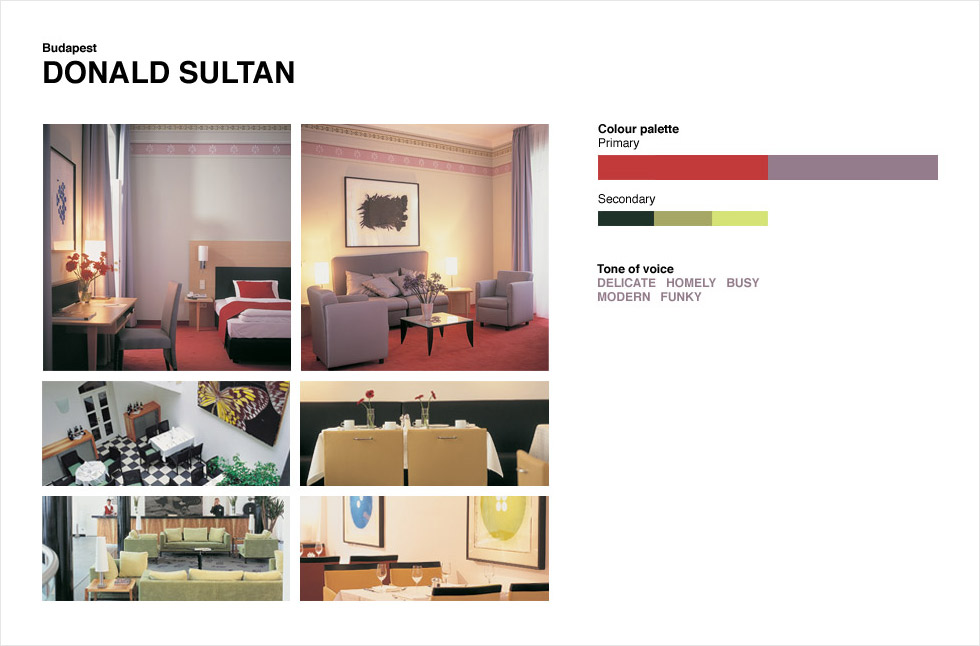 Budapest
DONALD SULTAN
Colour palette
Primary
Secondary
Tone of voice
DELICATE HOMELY BUSY
MODERN FUNKY